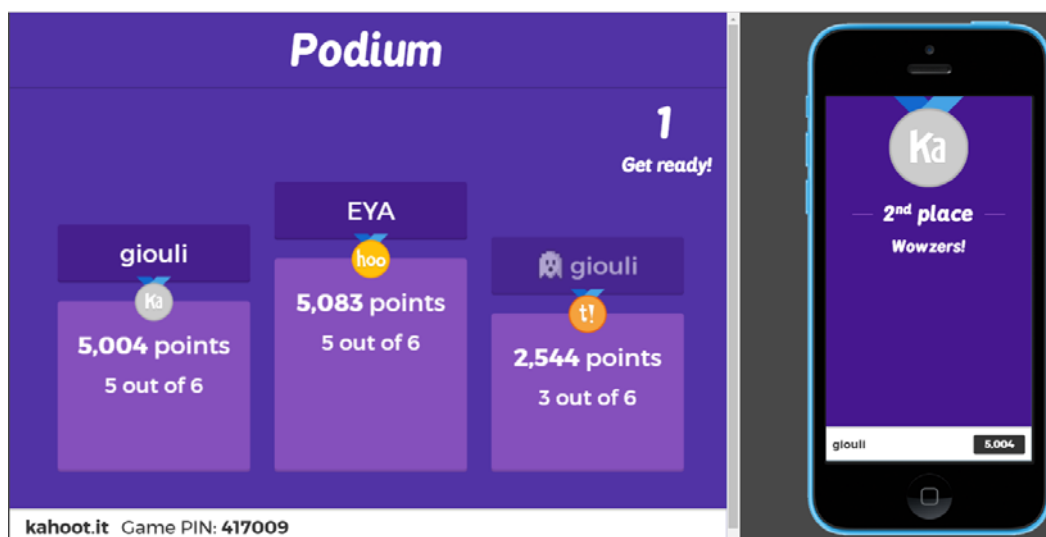 Podium
1
Get ready!
EYA
hoo
5,083 points
5 out of 6
giouli
Ka
5,004 points
5 out of 6
giouli
t!
2,544 points
3 out of 6
kahoot.it Game PIN: 417009
Ka
2nd place
Wowzers!
giouli 5,004